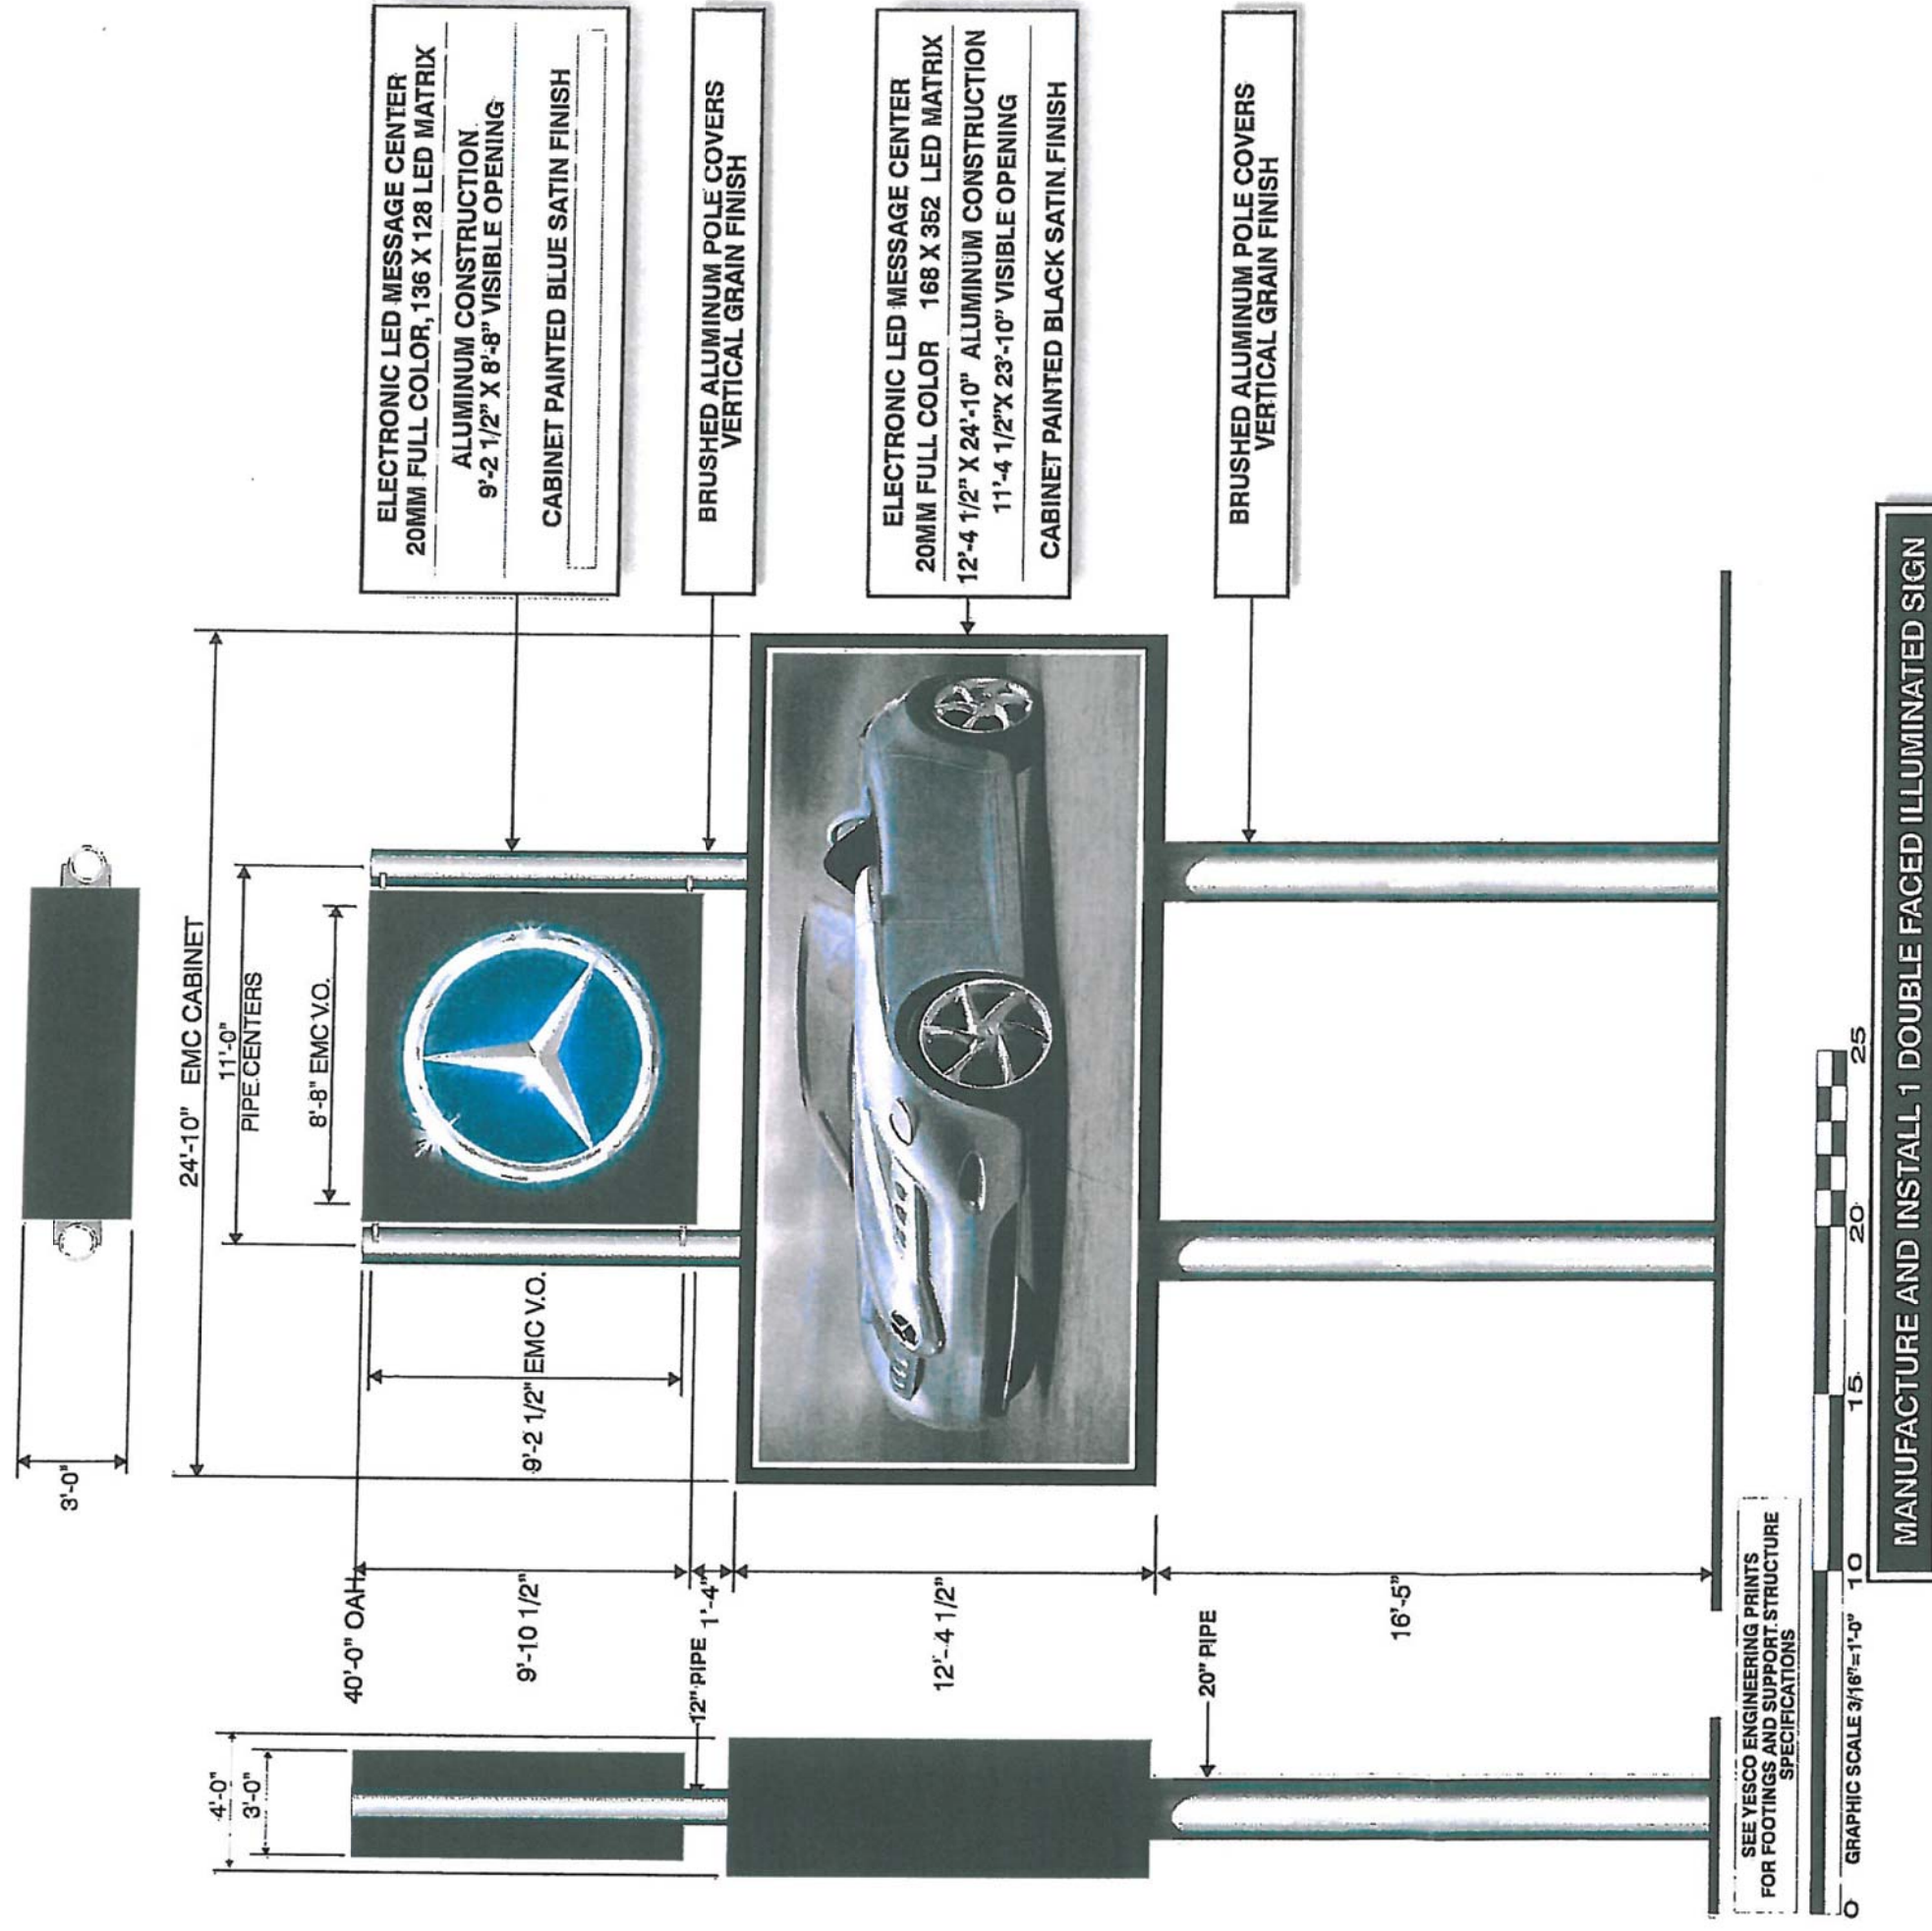 3'-0"
24'-10" EMC CABINET
11'-0"
PIPE CENTERS
8'-8" EMC V.O.
ELECTRONIC LED MESSAGE CENTER
20MM FULL COLOR, 136 X 128 LED MATRIX
ALUMINUM CONSTRUCTION
9'-2 1/2" X 8'-8" VISIBLE OPENING
CABINET PAINTED BLUE SATIN FINISH
4'-0"
3'-0"
40'-0" OAH
9'-10 1/2"
9'-2 1/2" EMC V.O.
BRUSHED ALUMINUM POLE COVERS
VERTICAL GRAIN FINISH
12" PIPE
1'-4"
ELECTRONIC LED MESSAGE CENTER
20MM FULL COLOR 168 X 352 LED MATRIX
12'-4 1/2" X 24'-10" ALUMINUM CONSTRUCTION
11'-4 1/2" X 23'-10" VISIBLE OPENING
CABINET PAINTED BLACK SATIN FINISH
12'-4 1/2"
20" PIPE
BRUSHED ALUMINUM POLE COVERS
VERTICAL GRAIN FINISH
16'-5"
SEE YESCO ENGINEERING PRINTS
FOR FOOTINGS AND SUPPORT STRUCTURE
SPECIFICATIONS
0 10 15 20 25
GRAPHIC SCALE 3/16"=1'-0"
MANUFACTURE AND INSTALL 1 DOUBLE FACED ILLUMINATED SIGN